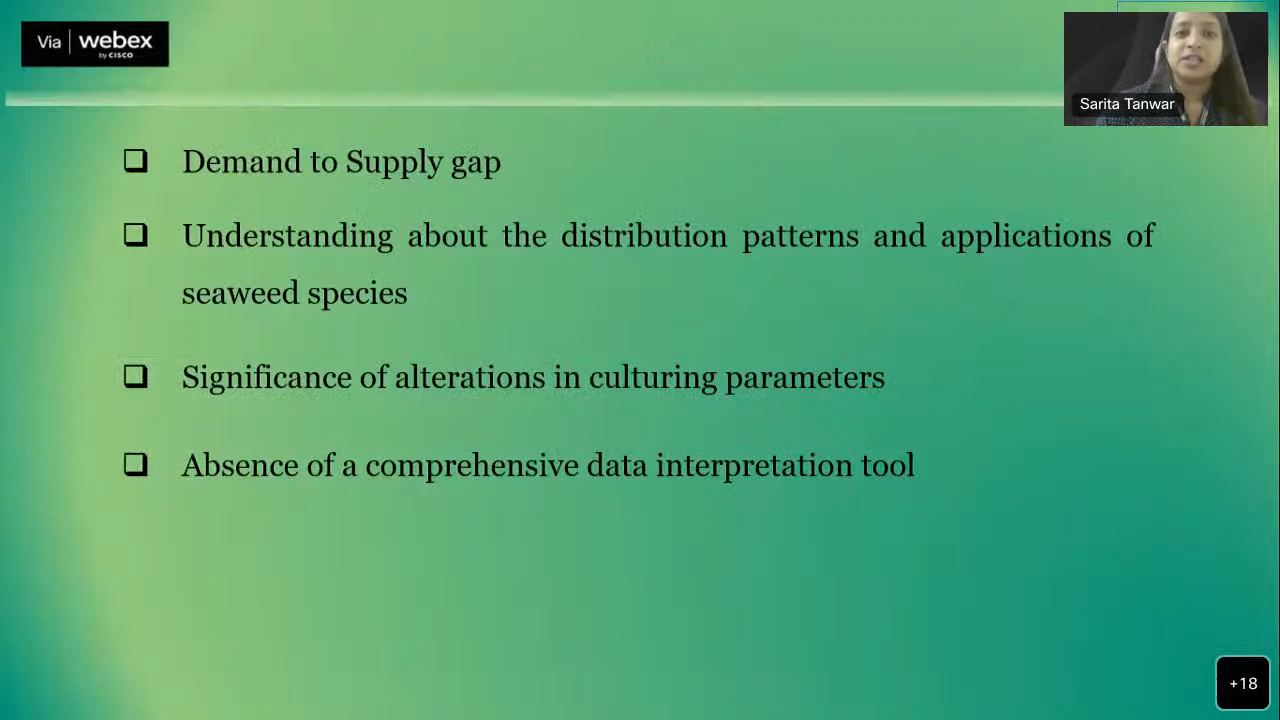 Via webex
by CISCO
Sarita Tanwar
Demand to Supply gap
Understanding about the distribution patterns and applications of
seaweed species
Significance of alterations in culturing parameters
Absence of a comprehensive data interpretation tool
+18